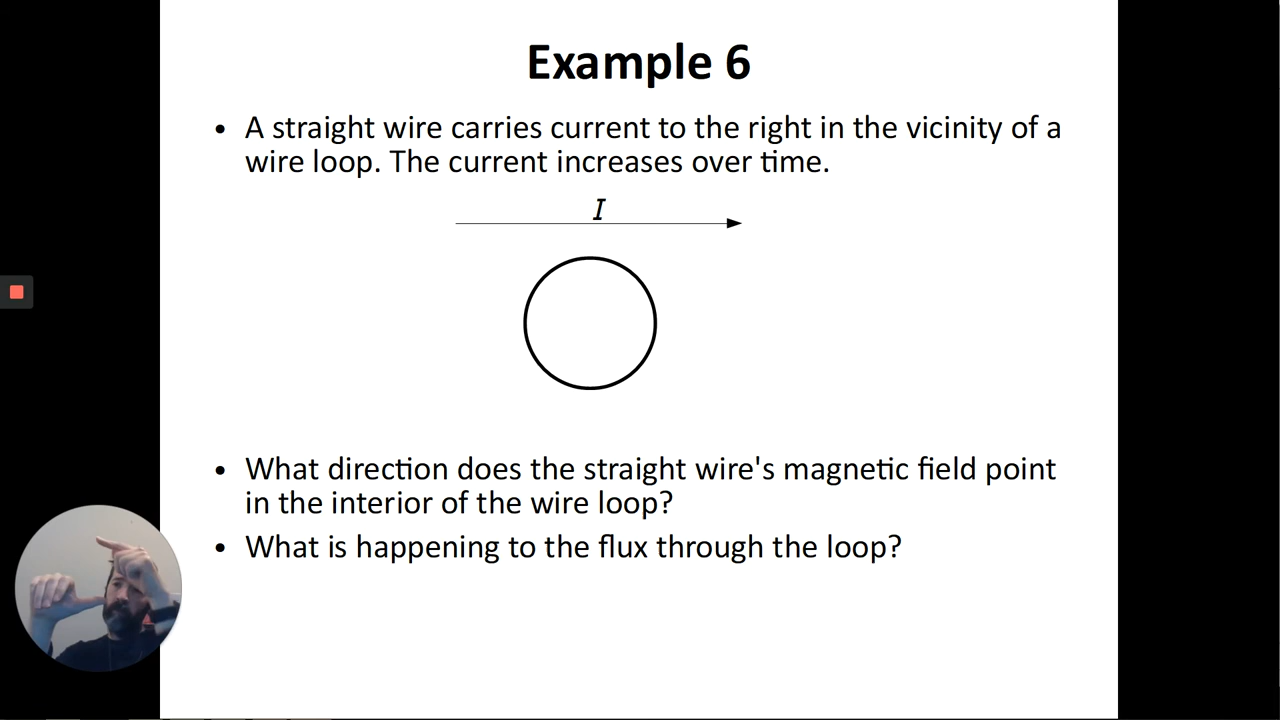 Example 6
• A straight wire carries current to the right in the vicinity of a
wire loop. The current increases over time.
I
• What direction does the straight wire's magnetic field point
in the interior of the wire loop?
• What is happening to the flux through the loop?